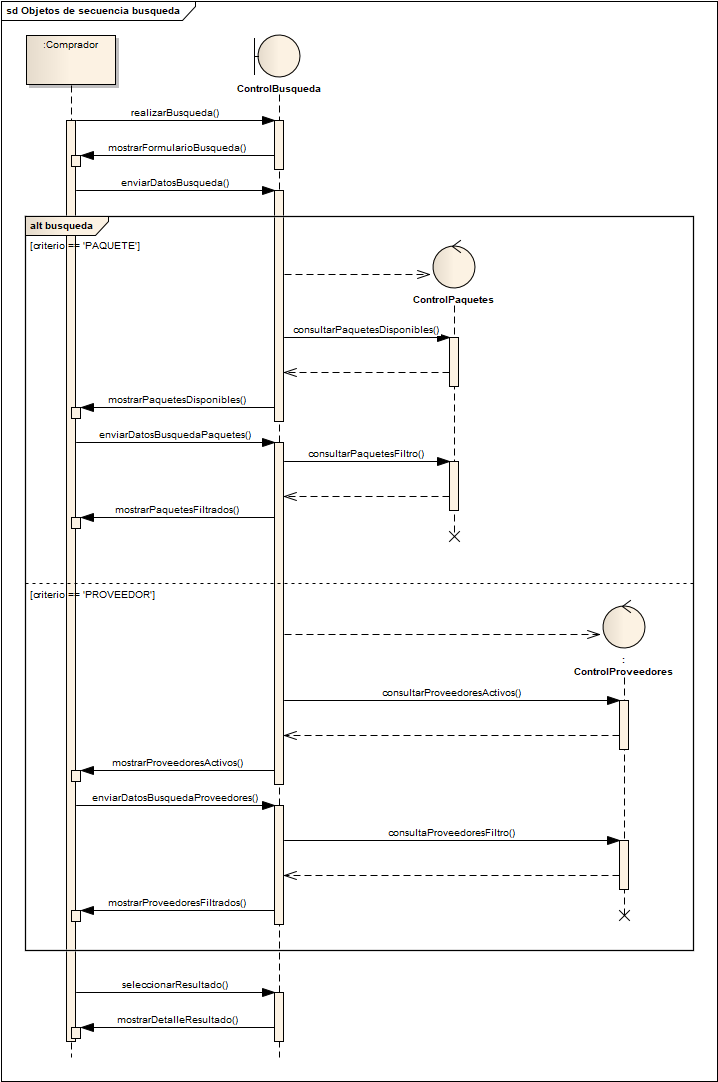 sd Objetos de secuencia busqueda
:Comprador
ControlBusqueda
realizarBusqueda()
mostrarFormularioBusqueda()
enviarDatosBusqueda()
alt busqueda
[criterio == 'PAQUETE']
ControlPaquetes
consultarPaquetesDisponibles()
mostrarPaquetesDisponibles()
enviarDatosBusquedaPaquetes()
consultarPaquetesFiltro()
mostrarPaquetesFiltrados()
[criterio == 'PROVEEDOR']
:
ControlProveedores
consultarProveedoresActivos()
mostrarProveedoresActivos()
enviarDatosBusquedaProveedores()
consultaProveedoresFiltro()
mostrarProveedoresFiltrados()
seleccionarResultado()
mostrarDetalleResultado()